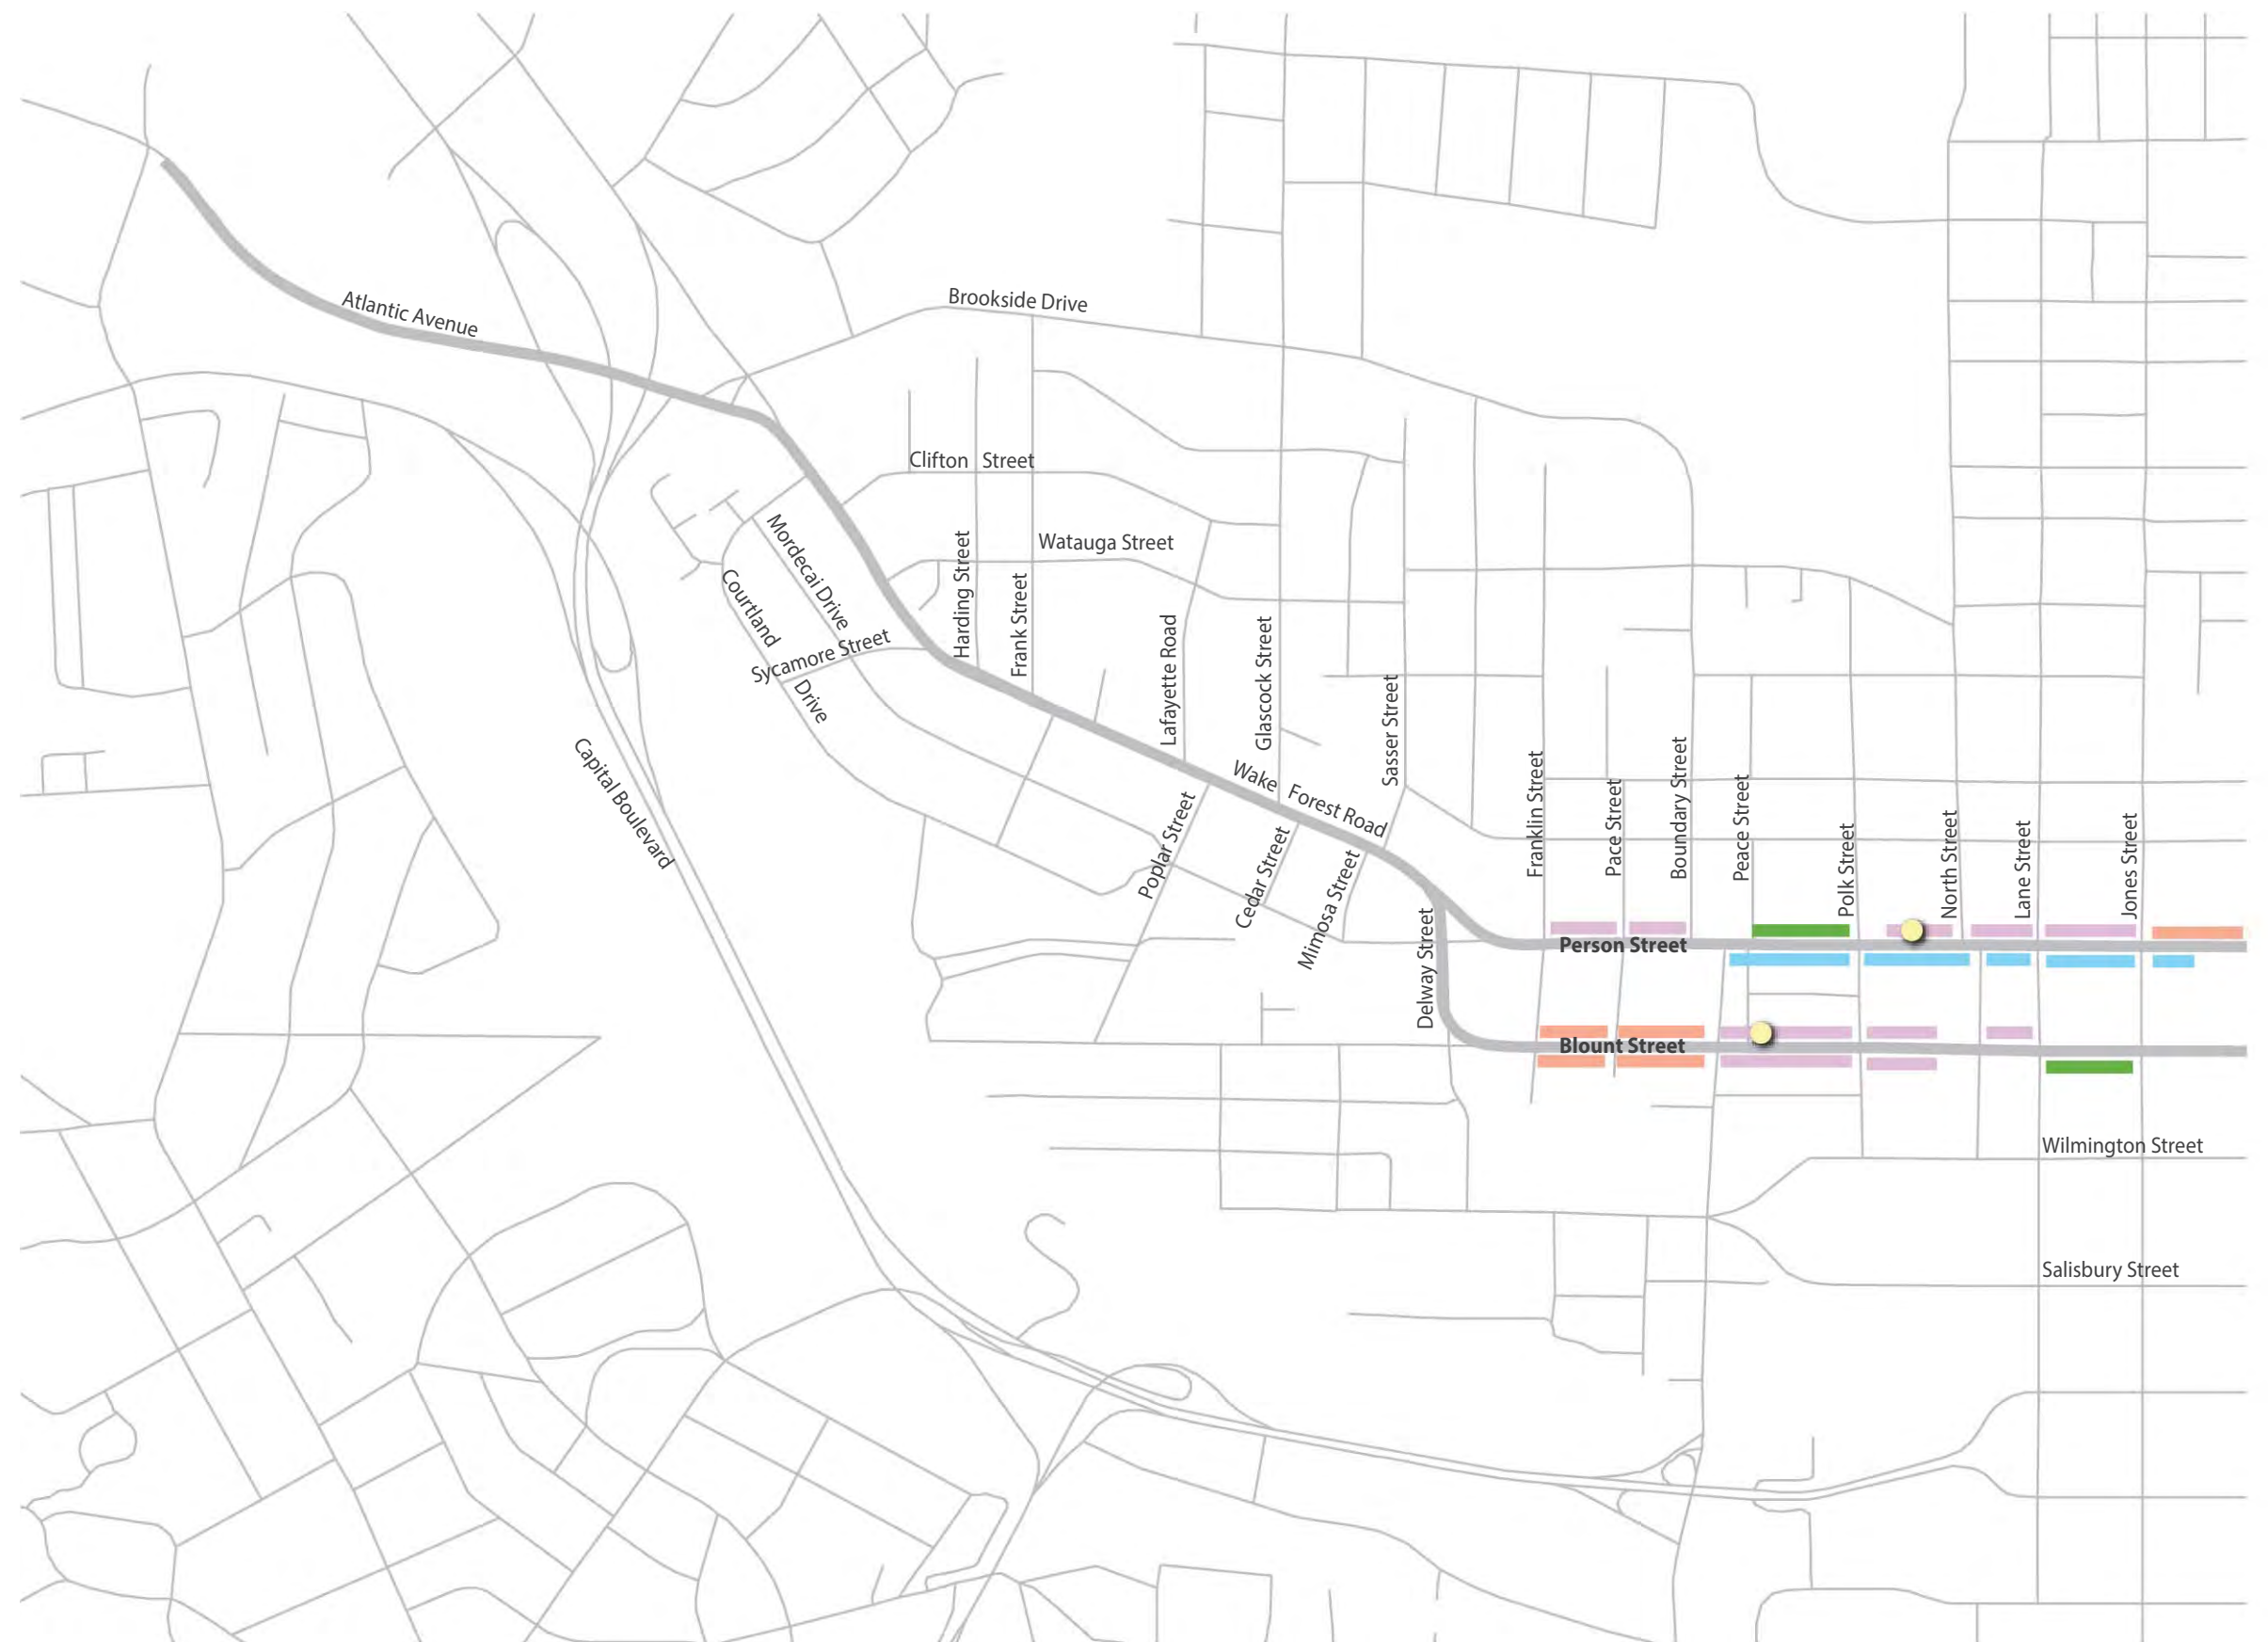 Brookside Drive
Atlantic Avenue
Clifton Street
Watauga Street
Mordecai Drive
Harding Street
Frank Street
Courtland Drive
Sycamore Street
Lafayette Road
Glascock Street
Sasser Street
Capital Boulevard
Wake Forest Road
Franklin Street
Pace Street
Boundary Street
Peace Street
Polk Street
North Street
Lane Street
Jones Street
Poplar Street
Cedar Street
Mimosa Street
Delway Street
Person Street
Blount Street
Wilmington Street
Salisbury Street